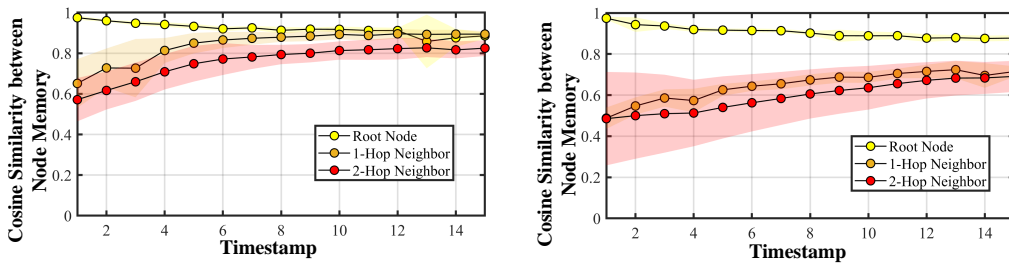 Cosine Similarity between
Node Memory
1
0.8
0.6
0.4
0.2
0
2
4
6
8
10
12
14
Timestamp
Root Node
1-Hop Neighbor
2-Hop Neighbor
Cosine Similarity between
Node Memory
1
0.8
0.6
0.4
0.2
0
2
4
6
8
10
12
14
Timestamp
Root Node
1-Hop Neighbor
2-Hop Neighbor